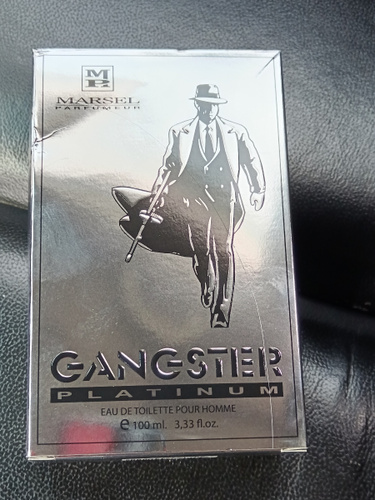 MP
MARSEL
PARFUMEUR
GANGSTER
PLATINUM
EAU DE TOILETTE POUR HOMME
℮ 100 ml. 3,33 fl.oz.